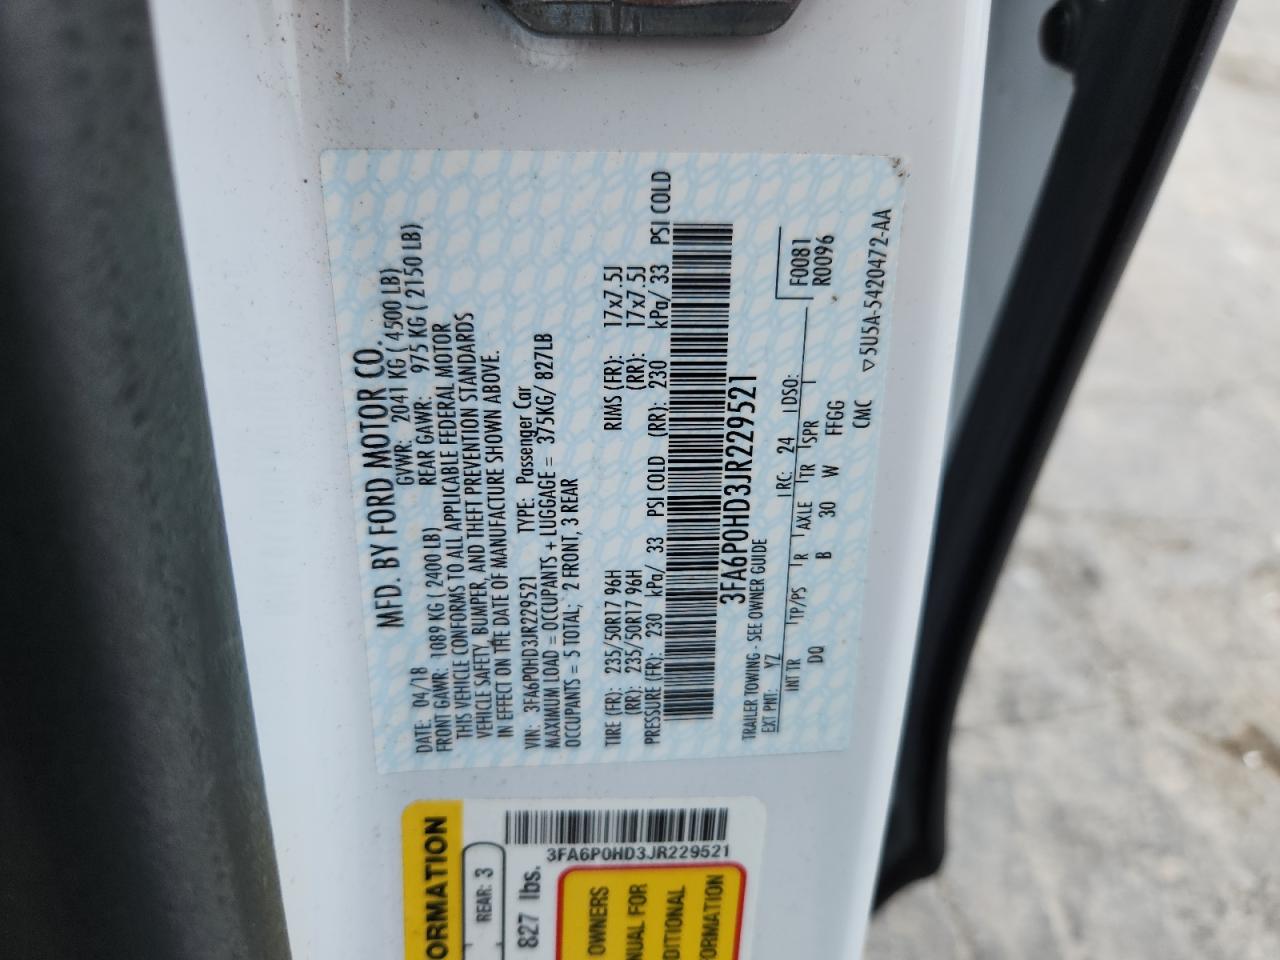 MFD. BY FORD MOTOR CO.
DATE: 04/18 GVWR: 2041 KG ( 4500 LB)
FRONT GAWR: 1089 KG ( 2400 LB) REAR GAWR: 975 KG ( 2150 LB)
THIS VEHICLE CONFORMS TO ALL APPLICABLE FEDERAL MOTOR
VEHICLE SAFETY, BUMPER, AND THEFT PREVENTION STANDARDS
IN EFFECT ON THE DATE OF MANUFACTURE SHOWN ABOVE.
VIN: 3FA6P0HD3JR229521 TYPE: Passenger Car
MAXIMUM LOAD = OCCUPANTS + LUGGAGE = 375KG/ 827LB
OCCUPANTS = 5 TOTAL; 2 FRONT, 3 REAR
TIRE (FR): 235/50R17 96H RIMS (FR): 17x7.5J
(RR): 235/50R17 96H (RR): 17x7.5J
PRESSURE (FR): 230 kPa/ 33 PSI COLD (RR): 230 kPa/ 33 PSI COLD
3FA6P0HD3JR229521
TRAILER TOWING - SEE OWNER GUIDE
EXT PNT: YZ RC: 24 DSO: F0081
R0096
INT TR TP/PS R AXLE TR SPR
DQ B 30 W FFGG
CMC ▽5U5A-5420472-AA
3FA6P0HD3JR229521
ORMATION
REAR: 3
827 lbs.
OWNERS
NUAL FOR
DITIONAL
ORMATION